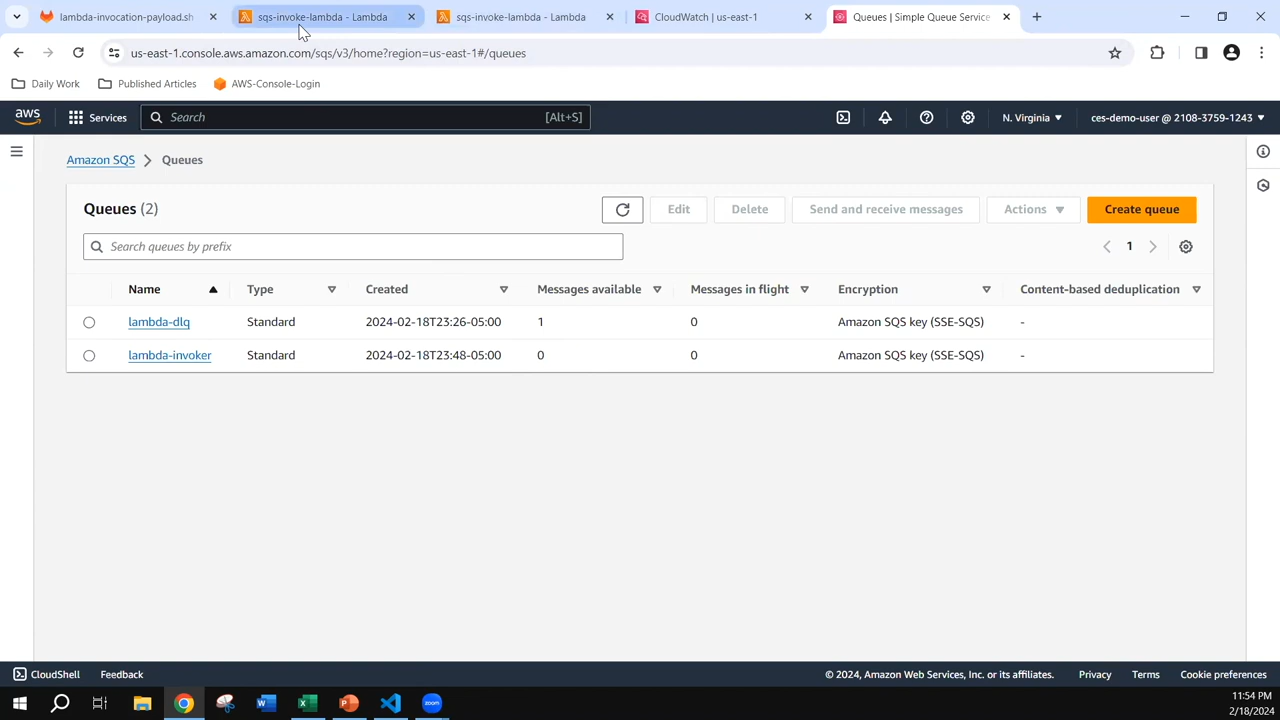 lambda-invocation-payload.sh
sqs-invoke-lambda - Lambda
sqs-invoke-lambda - Lambda
CloudWatch | us-east-1
Queues | Simple Queue Service
us-east-1.console.aws.amazon.com/sqs/v3/home?region=us-east-1#/queues
Daily Work
Published Articles
AWS-Console-Login
aws
Services
Search
[Alt+S]
N. Virginia
ces-demo-user @ 2108-3759-1243
Amazon SQS
Queues
Queues (2)
Edit
Delete
Send and receive messages
Actions
Create queue
Search queues by prefix
1
Name Type Created Messages available Messages in flight Encryption Content-based deduplication
lambda-dlq Standard 2024-02-18T23:26-05:00 1 0 Amazon SQS key (SSE-SQS) -
lambda-invoker Standard 2024-02-18T23:48-05:00 0 0 Amazon SQS key (SSE-SQS) -
CloudShell
Feedback
© 2024, Amazon Web Services, Inc. or its affiliates.
Privacy
Terms
Cookie preferences
W
X
P
zoom
11:54 PM
2/18/2024